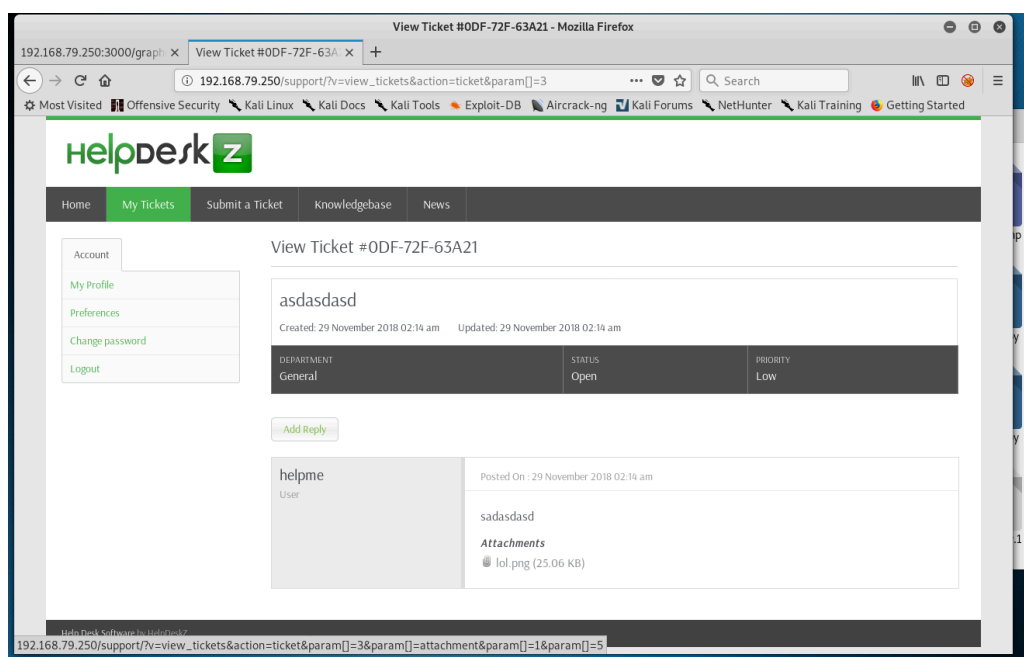 View Ticket #0DF-72F-63A21 - Mozilla Firefox
192.168.79.250:3000/graph View Ticket #0DF-72F-63A
192.168.79.250/support/?v=view_tickets&action=ticket&param[]=3 Search
Most Visited Offensive Security Kali Linux Kali Docs Kali Tools Exploit-DB Aircrack-ng Kali Forums NetHunter Kali Training Getting Started
HelpDeskZ
Home My Tickets Submit a Ticket Knowledgebase News
Account
My Profile
Preferences
Change password
Logout
View Ticket #0DF-72F-63A21
asdasdasd
Created: 29 November 2018 02:14 am Updated: 29 November 2018 02:14 am
DEPARTMENT STATUS PRIORITY
General Open Low
Add Reply
helpme
User
Posted On : 29 November 2018 02:14 am
sadasdasd
Attachments
lol.png (25.06 KB)
Help Desk Software by HelpDeskZ
192.168.79.250/support/?v=view_tickets&action=ticket&param[]=3&param[]=attachment&param[]=1&param[]=5